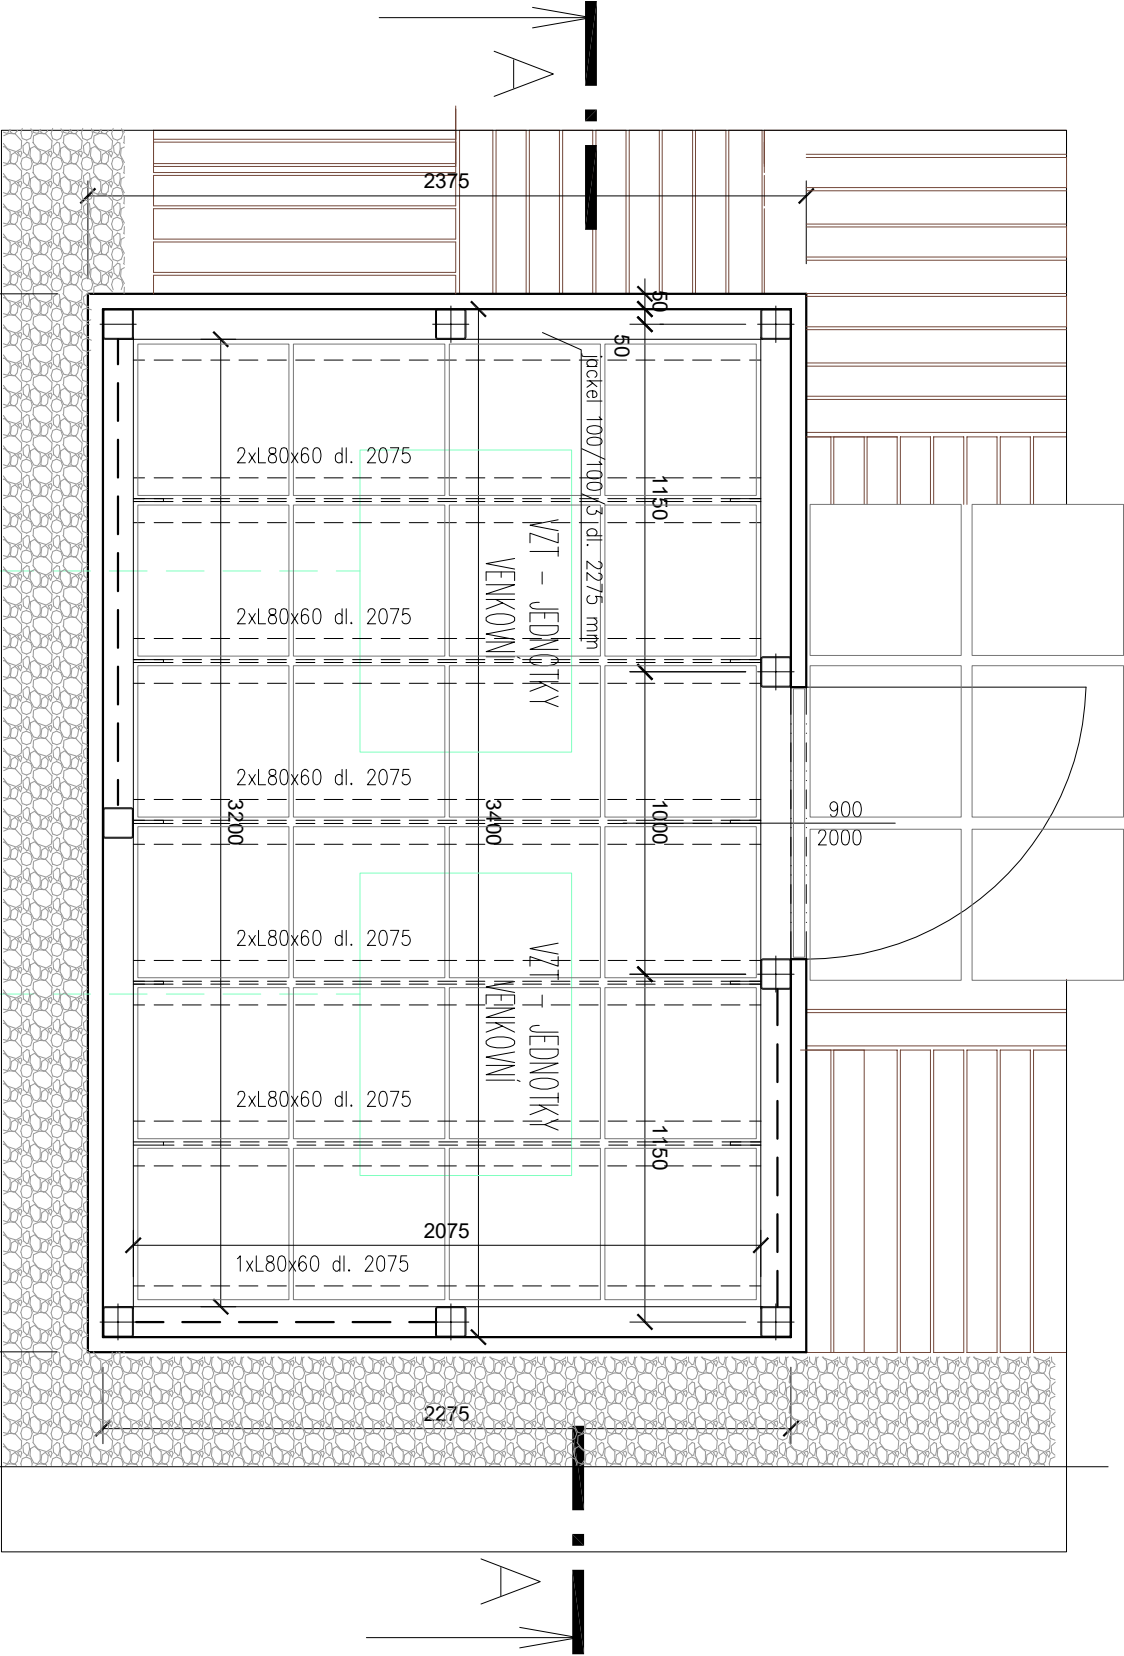 A
2375
50
50
jackel 100/100/3 dl. 2275 mm
2xL80x60 dl. 2075
1150
VZT - JEDNOTKY
VENKOVNÍ
2xL80x60 dl. 2075
2xL80x60 dl. 2075
3200
3400
1000
900
2000
2xL80x60 dl. 2075
VZT - JEDNOTKY
VENKOVNÍ
2xL80x60 dl. 2075
1150
2075
1xL80x60 dl. 2075
2275
A